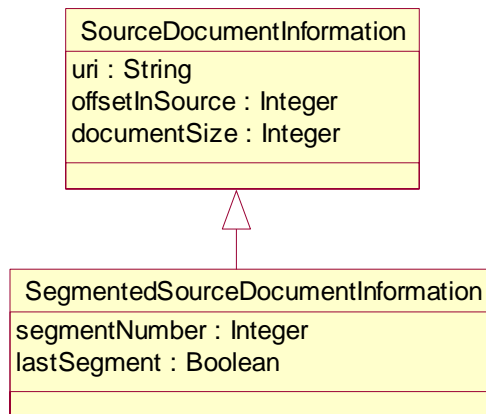 SourceDocumentInformation
uri : String
offsetInSource : Integer
documentSize : Integer
SegmentedSourceDocumentInformation
segmentNumber : Integer
lastSegment : Boolean